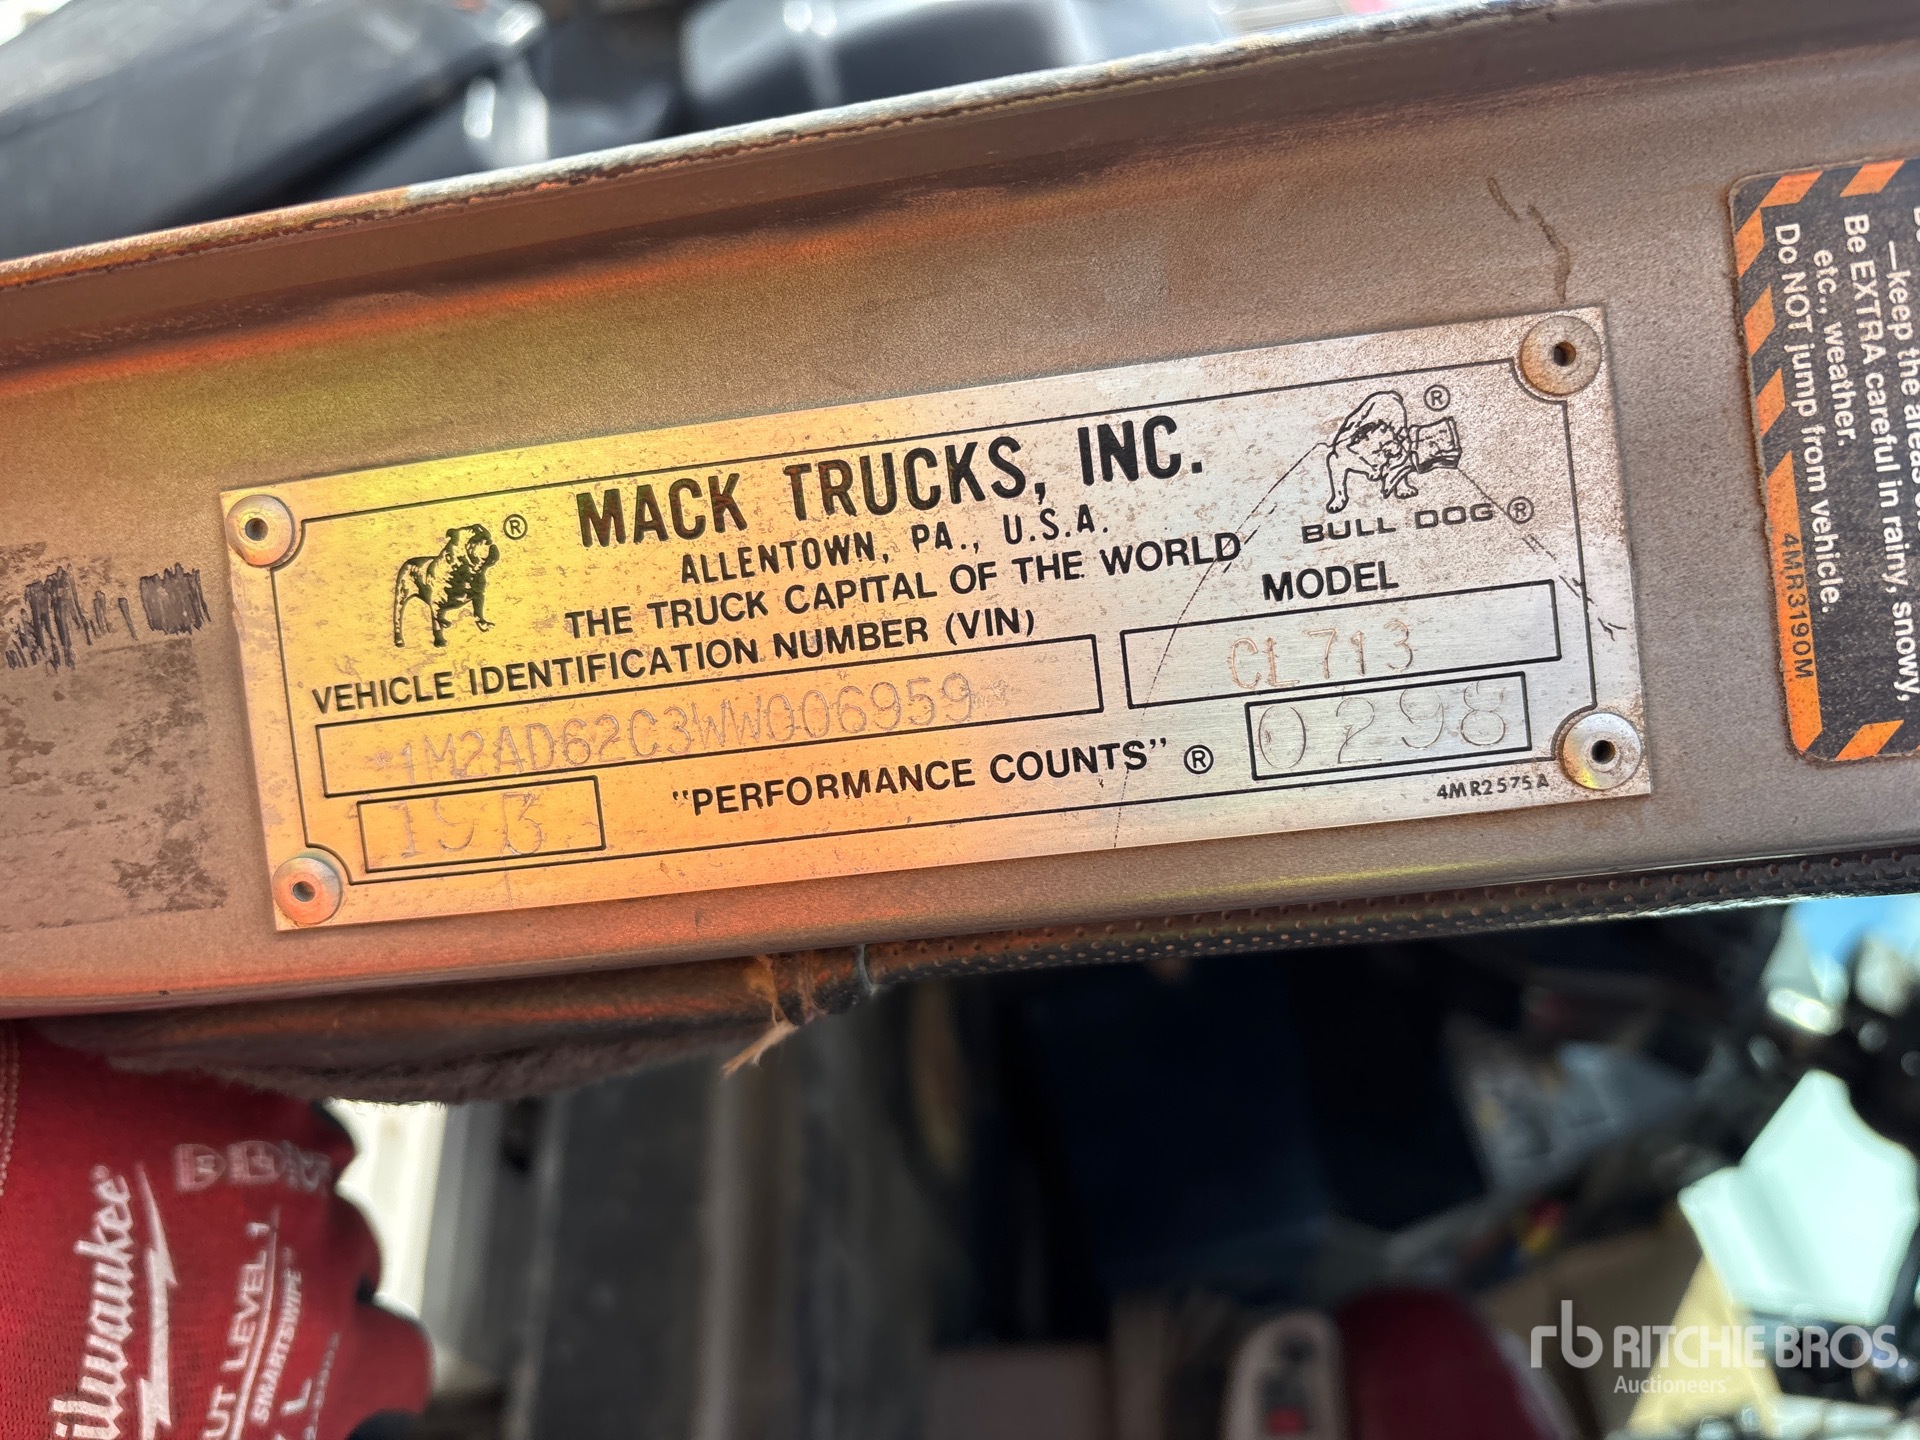 MACK TRUCKS, INC.
ALLENTOWN, PA., U.S.A.
THE TRUCK CAPITAL OF THE WORLD
BULL DOG ®
®
®
VEHICLE IDENTIFICATION NUMBER (VIN)
*1M2AD62C3WW006959*
MODEL
CL713
"PERFORMANCE COUNTS" ®
0298
4MR2575A
—keep the areas
Be EXTRA careful in rainy, snowy,
etc., weather.
Do NOT jump from vehicle.
4MR3190M
Milwaukee
CUT LEVEL 1
SMARTSWIPE™
L
rb RITCHIE BROS.
Auctioneers